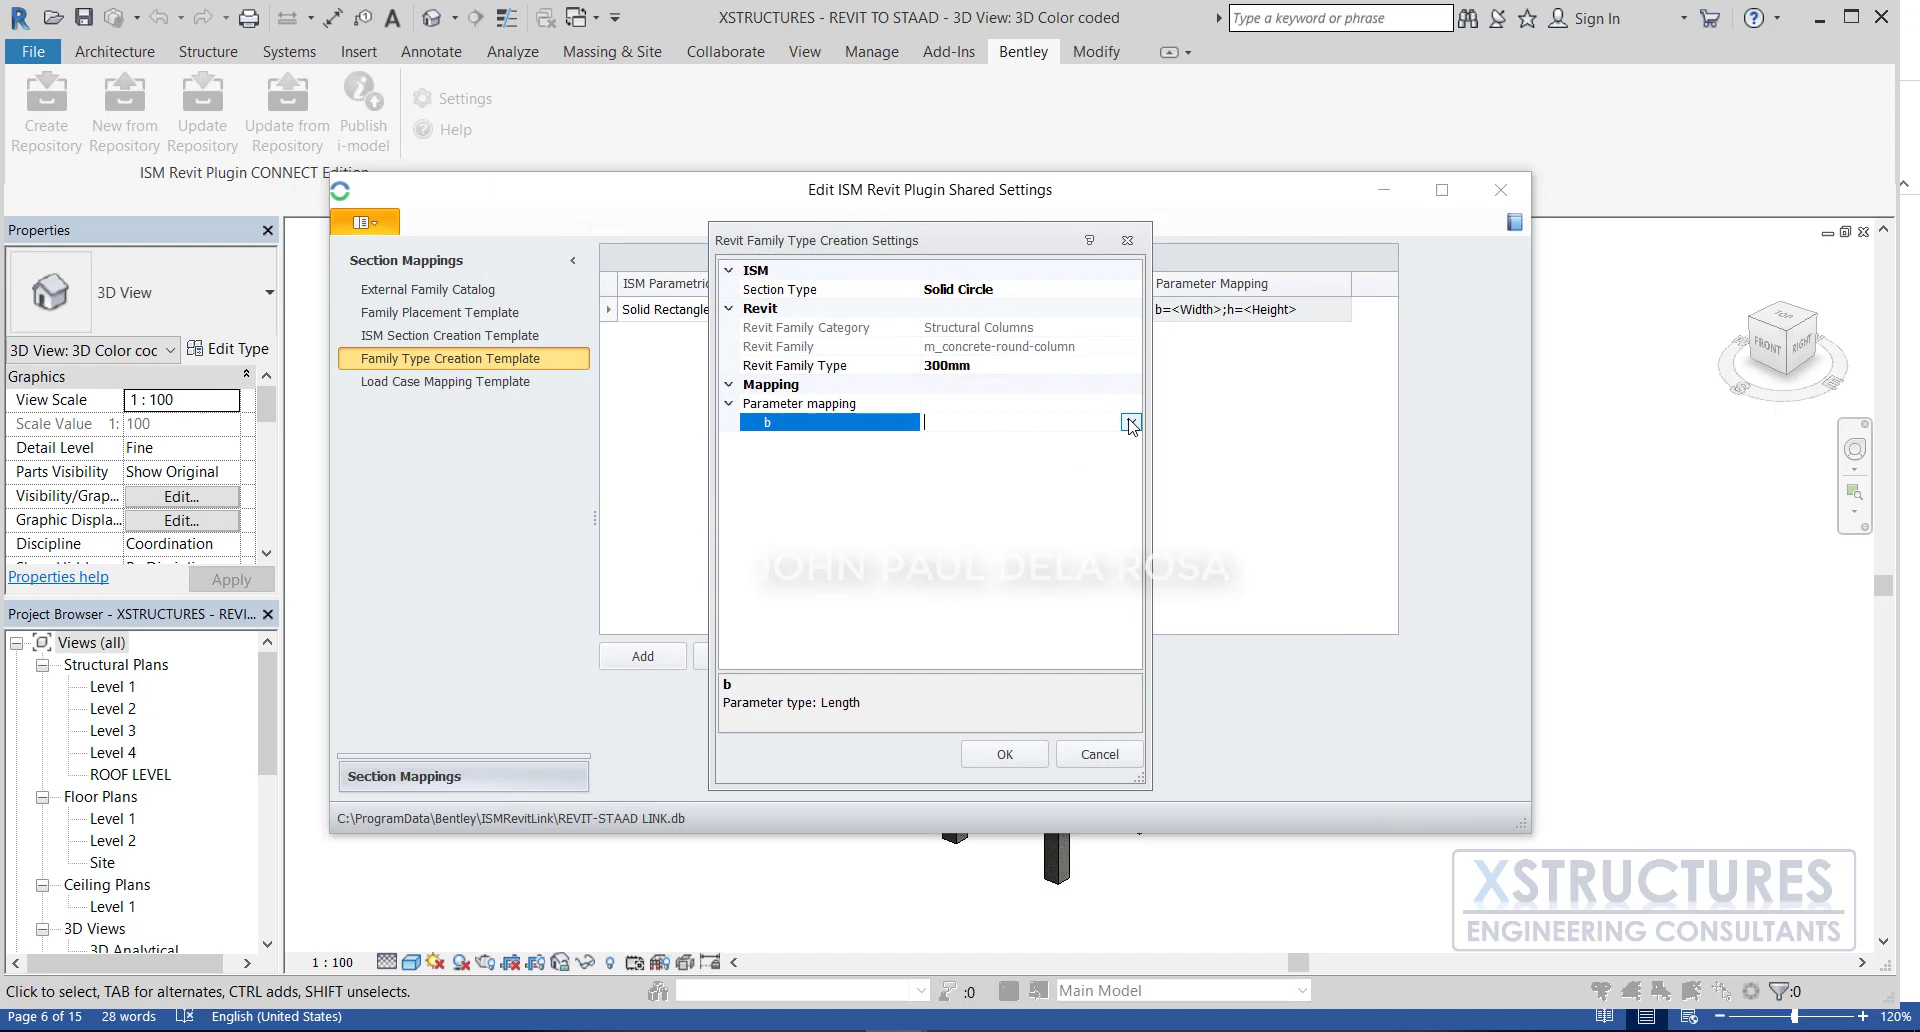 XSTRUCTURES - REVIT TO STAAD - 3D View: 3D Color coded
Type a keyword or phrase
Sign In
File
Architecture
Structure
Systems
Insert
Annotate
Analyze
Massing & Site
Collaborate
View
Manage
Add-Ins
Bentley
Modify
Create
Repository
New from
Repository
Update
Repository
Update from
Repository
Publish
i-model
Settings
Help
ISM Revit Plugin CONNECT Edition
Properties
3D View
3D View: 3D Color coc
Edit Type
Graphics
View Scale
1 : 100
Scale Value 1:
100
Detail Level
Fine
Parts Visibility
Show Original
Visibility/Grap...
Edit...
Graphic Displa...
Edit...
Discipline
Coordination
Properties help
Apply
Project Browser - XSTRUCTURES - REVI...
Views (all)
Structural Plans
Level 1
Level 2
Level 3
Level 4
ROOF LEVEL
Floor Plans
Level 1
Level 2
Site
Ceiling Plans
Level 1
3D Views
3D Analytical
Edit ISM Revit Plugin Shared Settings
Section Mappings
External Family Catalog
Family Placement Template
ISM Section Creation Template
Family Type Creation Template
Load Case Mapping Template
Section Mappings
C:\ProgramData\Bentley\ISMRevitLink\REVIT-STAAD LINK.db
ISM Parametric
Solid Rectangle
Parameter Mapping
b=<Width>;h=<Height>
Add
Revit Family Type Creation Settings
ISM
Section Type
Solid Circle
Revit
Revit Family Category
Structural Columns
Revit Family
m_concrete-round-column
Revit Family Type
300mm
Mapping
Parameter mapping
b
b
Parameter type: Length
OK
Cancel
JOHN PAUL DELA ROSA
TOP
FRONT
RIGHT
XSTRUCTURES
ENGINEERING CONSULTANTS
1 : 100
Click to select, TAB for alternates, CTRL adds, SHIFT unselects.
:0
Main Model
:0
Page 6 of 15
28 words
English (United States)
120%